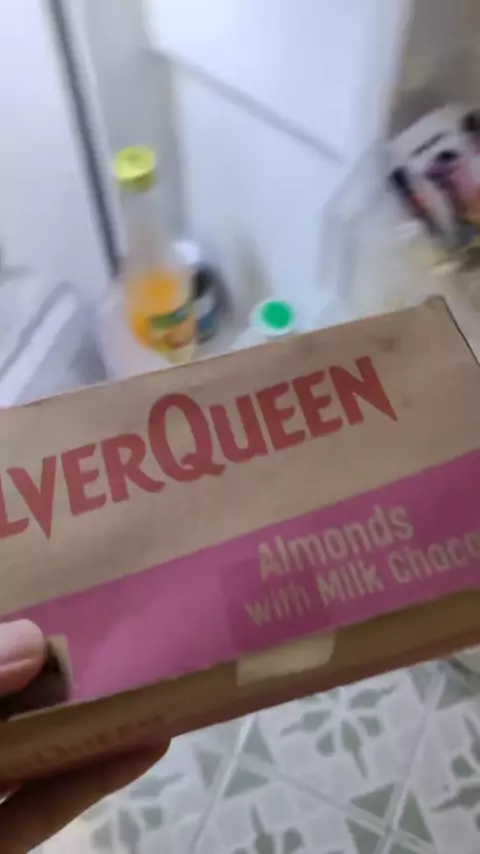 LVERQUEEN
Almonds
with Milk Choco